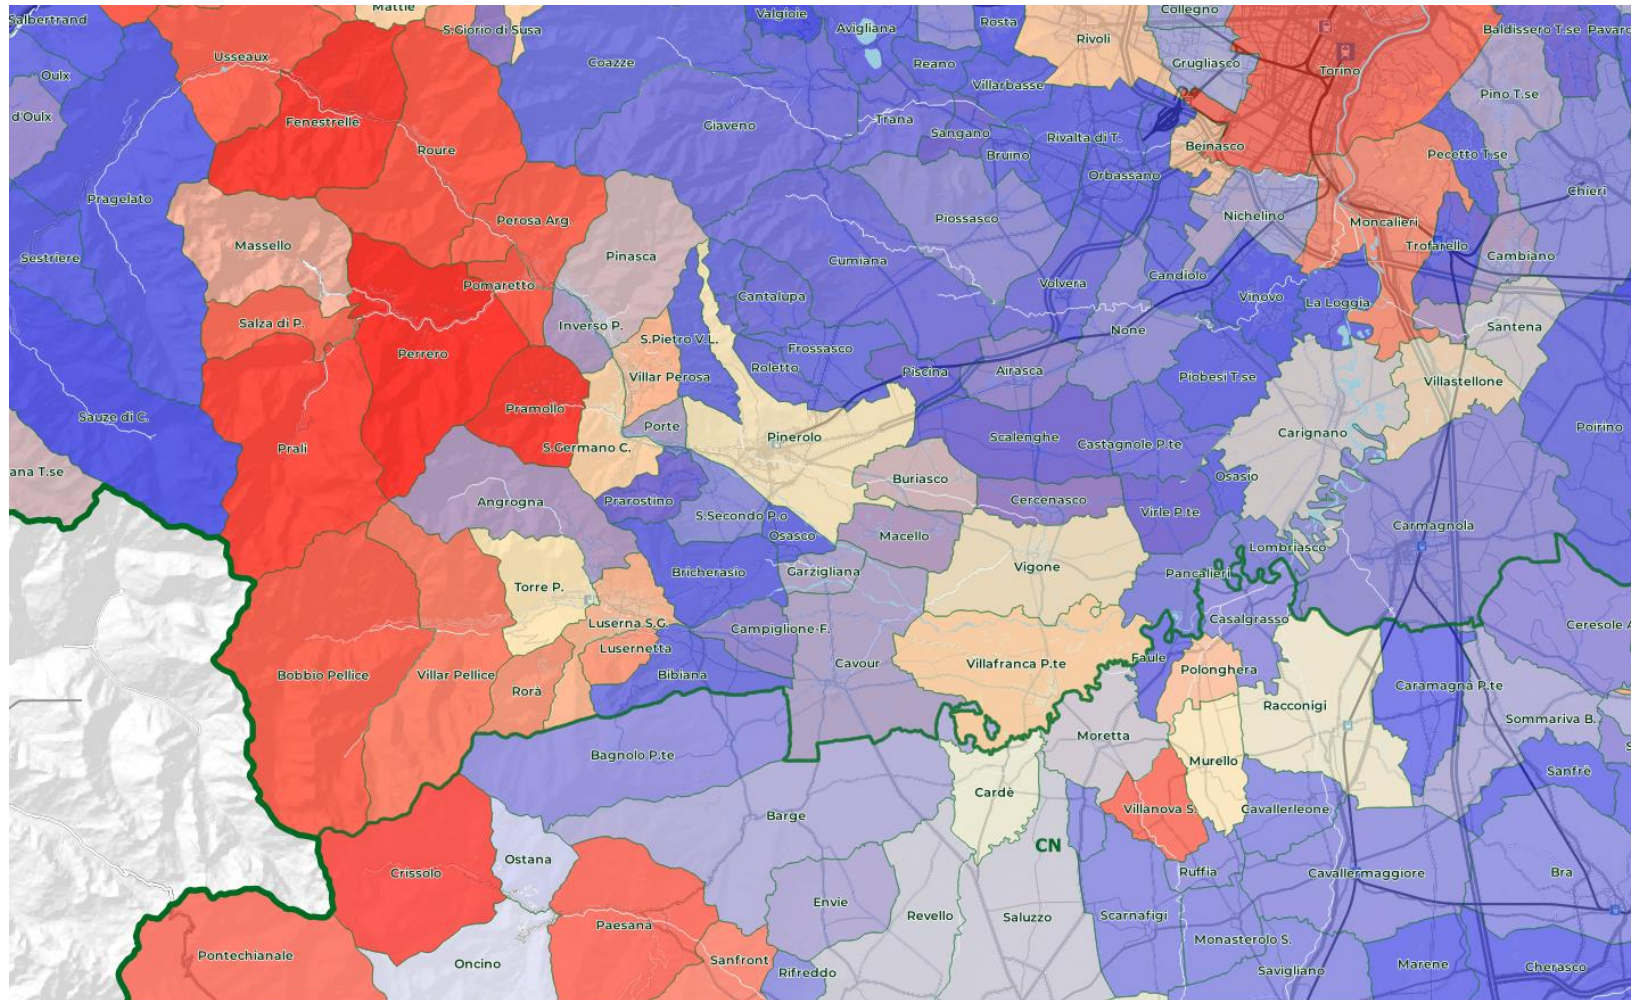 Mattie
Valgioie
Collegno
Salbertrand
S.Giorio di Susa
Avigliana
Rosta
Rivoli
Baldissero T.se
Pavaro
Usseaux
Coazze
Reano
Grugliasco
Torino
Oulx
Villarbasse
Pino T.se
d'Oulx
Fenestrelle
Giaveno
Trana
Sangano
Rivalta di T.
Roure
Bruino
Beinasco
Pecetto T.se
Orbassano
Chieri
Pragelato
Perosa Arg.
Piossasco
Nichelino
Moncalieri
Massello
Trofarello
Sestriere
Pinasca
Cumiana
Cambiano
Candiolo
Pomaretto
Volvera
Cantalupa
Vinovo
La Loggia
Salza di P.
Inverso P.
None
Santena
S.Pietro V.L.
Perrero
Frossasco
Roletto
Piscina
Airasca
Villar Perosa
Piobesi T.se
Villastellone
Pramollo
Sauze di C.
Porte
Pinerolo
Scalenghe
Castagnole P.te
Carignano
Poirino
Prali
S.Germano C.
ana T.se
Buriasco
Osasio
Angrogna
Prarostino
Cercenasco
Virle P.te
S.Secondo P.o
Carmagnola
Osasco
Macello
Lombriasco
Bricherasio
Garzigliana
Vigone
Pancalieri
Torre P.
Luserna S.G.
Campiglione-F.
Casalgrasso
Ceresole A
Lusernetta
Cavour
Villafranca P.te
Faule
Bobbio Pellice
Villar Pellice
Bibiana
Polonghera
Rorà
Caramagna P.te
Racconigi
Sommariva B.
Moretta
Bagnolo P.te
Murello
Sanfrè
Cardè
Villanova S.
Cavallerleone
Barge
CN
Ostana
Crissolo
Ruffia
Cavallermaggiore
Bra
Envie
Revello
Saluzzo
Scarnafigi
Paesana
Monasterolo S.
Pontechianale
Oncino
Sanfront
Rifreddo
Savigliano
Marene
Cherasco